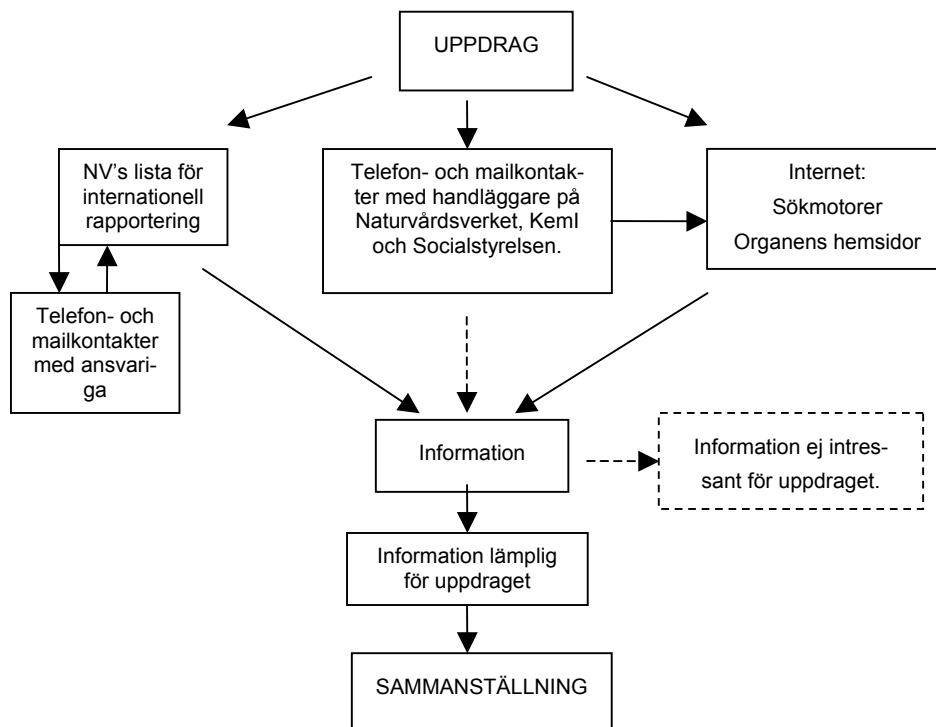 UPPDRAG
NV's lista för
internationell
rapportering
Telefon- och mailkontak-
ter med handläggare på
Naturvårdsverket, KemI
och Socialstyrelsen.
Internet:
Sökmotorer
Organens hemsidor
Telefon- och
mailkontakter
med ansvari-
ga
Information
Information ej intres-
sant för uppdraget.
Information lämplig
för uppdraget
SAMMANSTÄLLNING